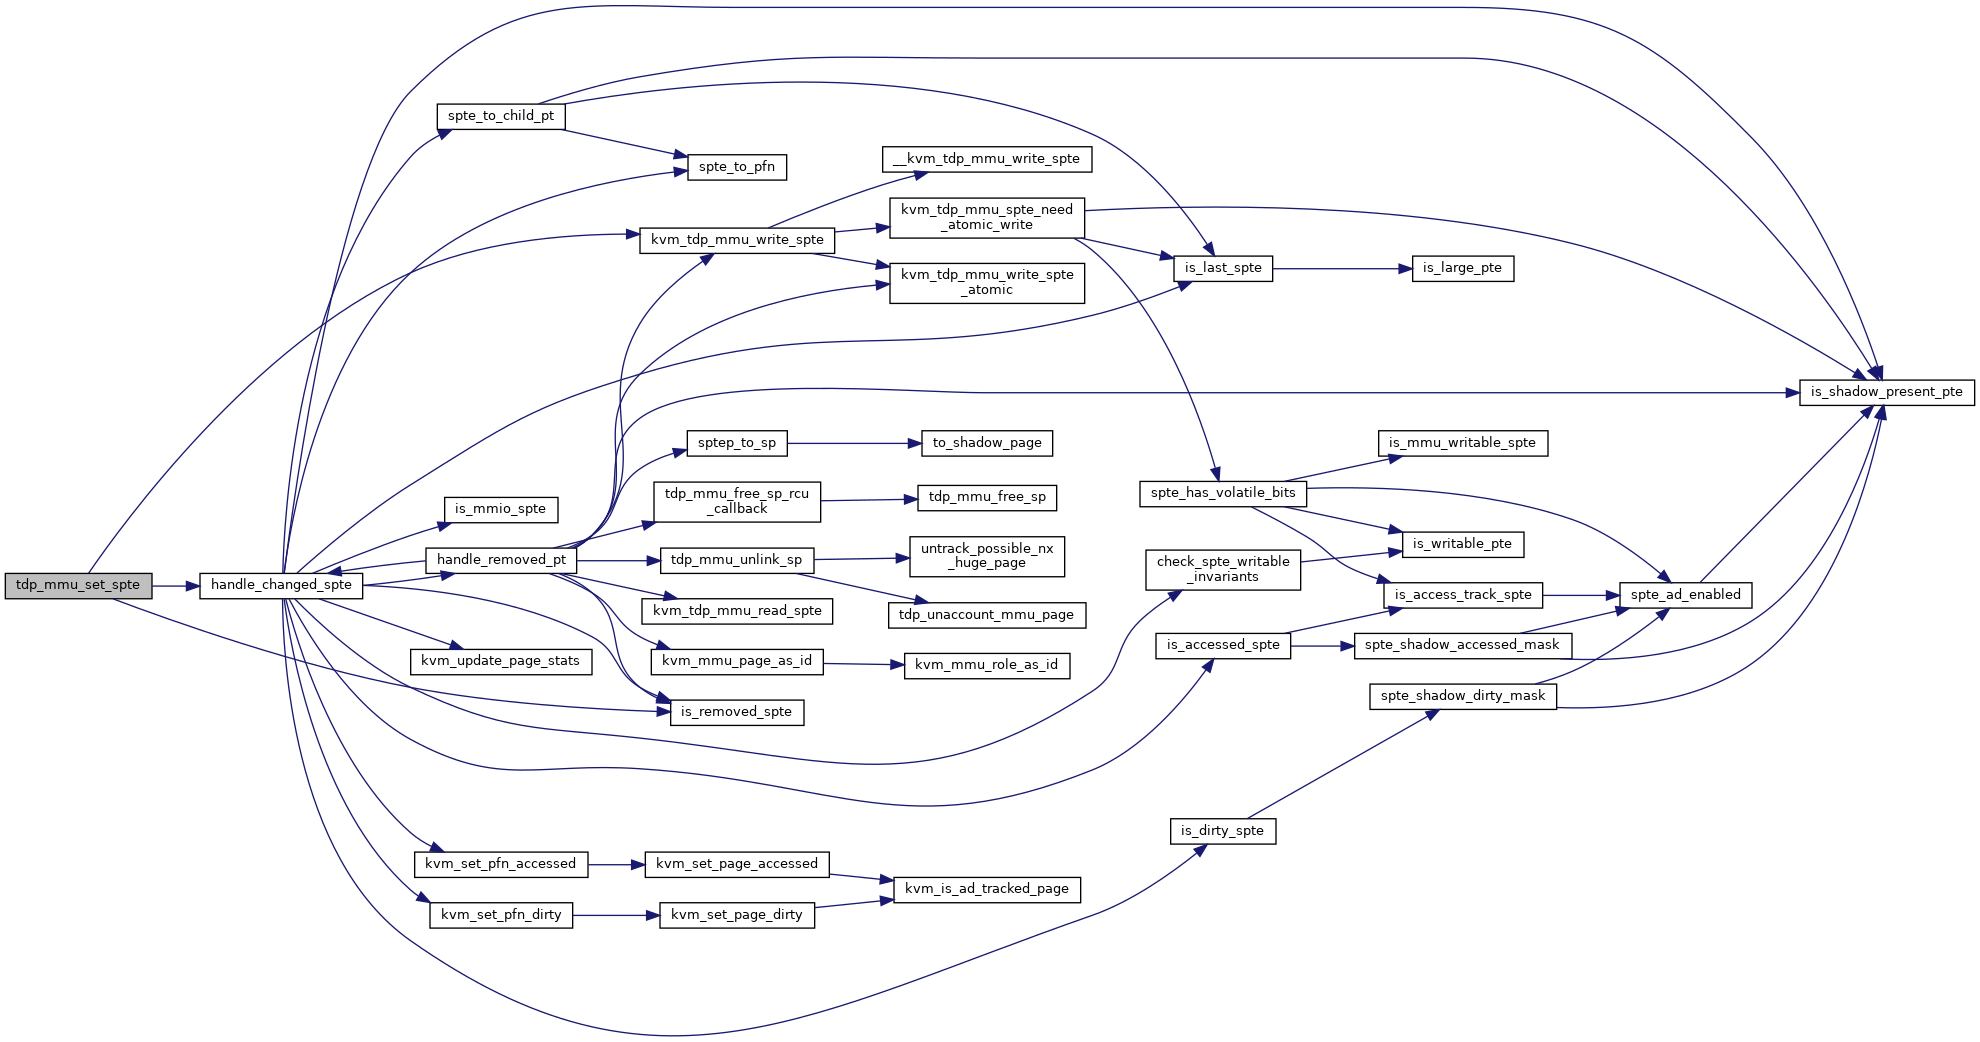 spte_to_child_pt
spte_to_pfn
__kvm_tdp_mmu_write_spte
kvm_tdp_mmu_spte_need
_atomic_write
kvm_tdp_mmu_write_spte
kvm_tdp_mmu_write_spte
_atomic
is_last_spte
is_large_pte
is_shadow_present_pte
sptep_to_sp
to_shadow_page
is_mmu_writable_spte
tdp_mmu_free_sp_rcu
_callback
tdp_mmu_free_sp
spte_has_volatile_bits
is_mmio_spte
is_writable_pte
handle_removed_pt
tdp_mmu_unlink_sp
untrack_possible_nx
_huge_page
check_spte_writable
_invariants
tdp_mmu_set_spte
handle_changed_spte
kvm_tdp_mmu_read_spte
tdp_unaccount_mmu_page
is_access_track_spte
spte_ad_enabled
is_accessed_spte
spte_shadow_accessed_mask
kvm_update_page_stats
kvm_mmu_page_as_id
kvm_mmu_role_as_id
spte_shadow_dirty_mask
is_removed_spte
is_dirty_spte
kvm_set_pfn_accessed
kvm_set_page_accessed
kvm_is_ad_tracked_page
kvm_set_pfn_dirty
kvm_set_page_dirty